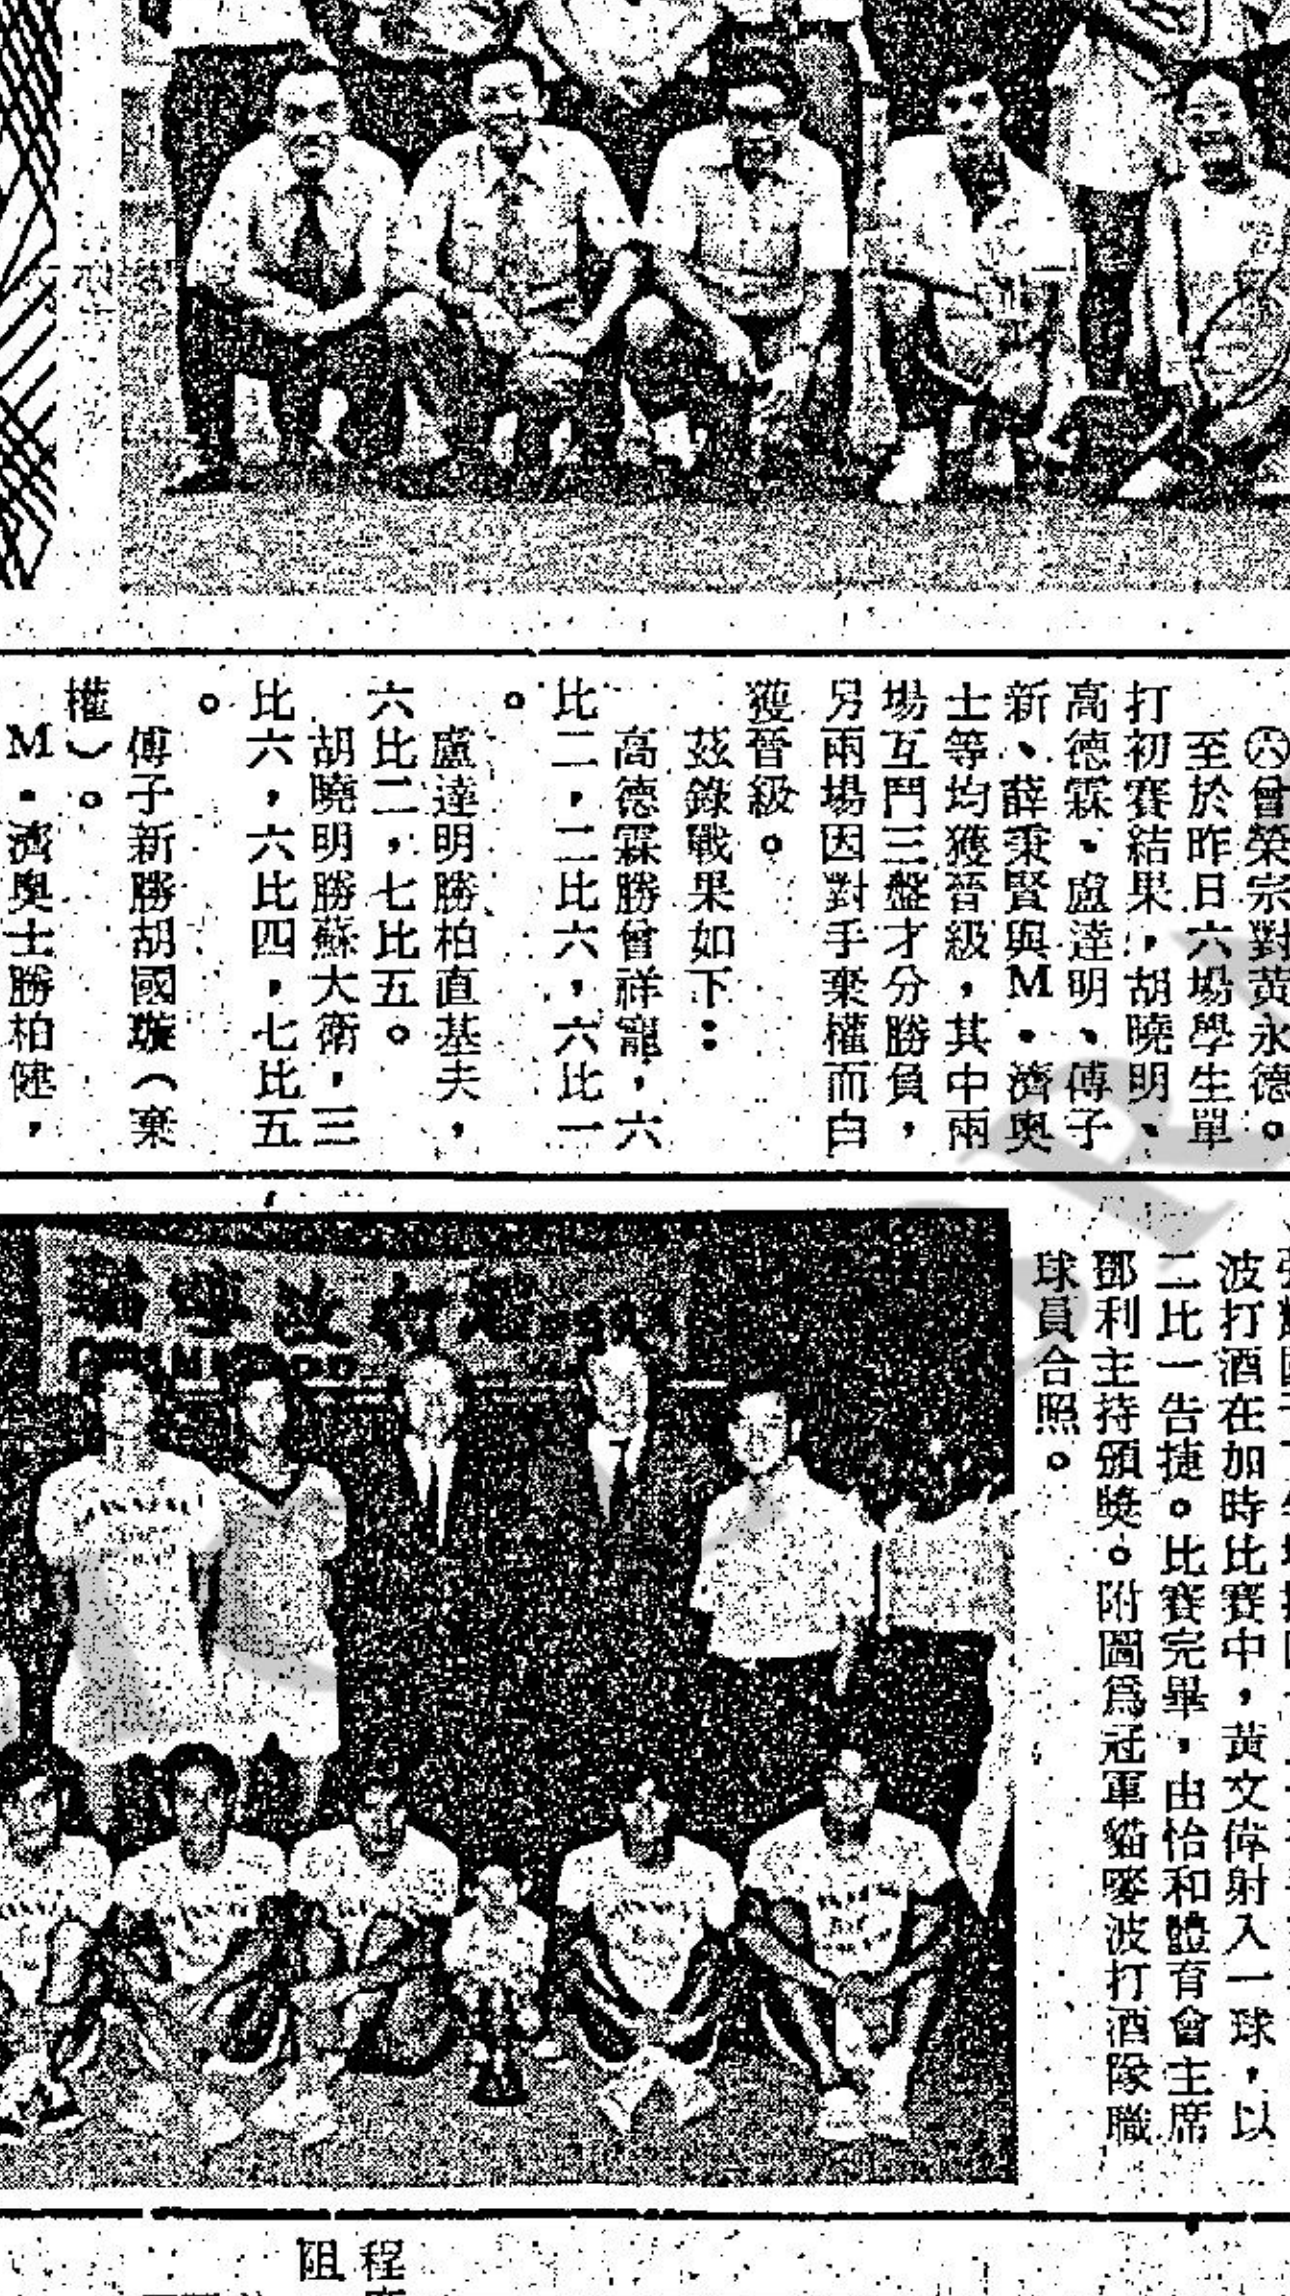 ㊅曾榮宗對黃永德。
至於昨日六場學生單
打初賽結果，胡曉明、
高德霖、盧達明、傅子
新、薛秉賢與M·濟奧
士等均獲晉級，其中兩
場互鬥三盤才分勝負，
另兩場因對手棄權而白
獲晉級。
茲錄戰果如下：
高德霖勝曾祥寵，六
比二，二比六，六比一
。
盧達明勝柏直基夫，
六比二，七比五。
胡曉明勝蘇大衛，三
比六，六比四，七比五
。
傅子新勝胡國璇（棄
權）。
M·濟奧士勝柏健，
波打酒在加時比賽中，黃文偉射入一球，以
二比一告捷。比賽完畢，由怡和體育會主席
鄧利主持頒獎。附圖為冠軍貓嘜波打酒隊職
球員合照。
程
阻